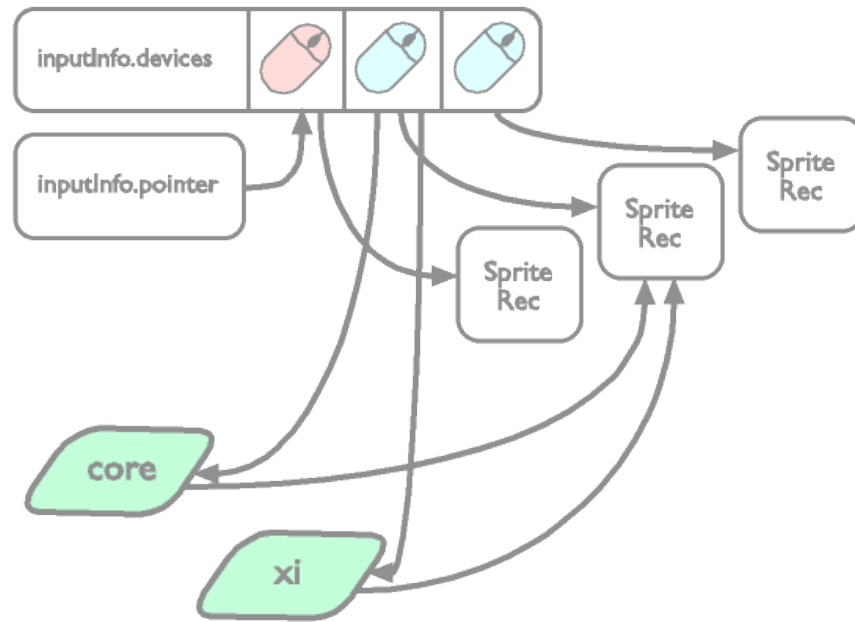 inputInfo.devices
inputInfo.pointer
Sprite
Rec
Sprite
Rec
Sprite
Rec
core
xi